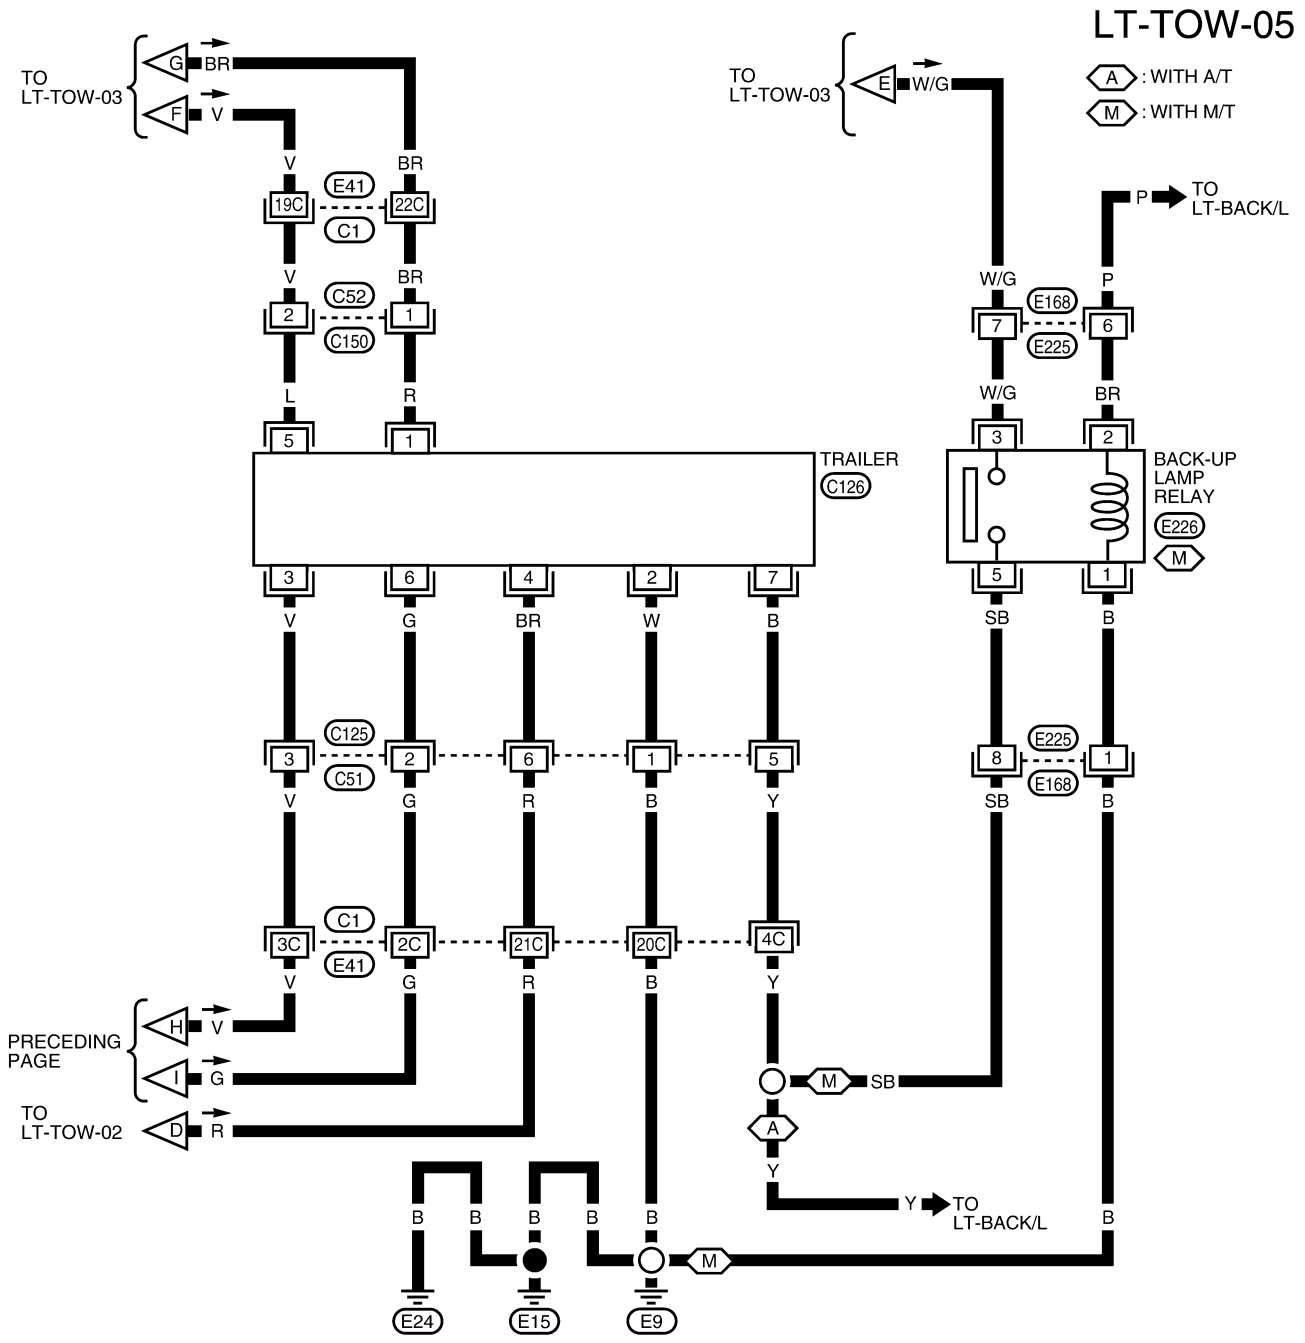 LT-TOW-05
A : WITH A/T
M : WITH M/T
TO
LT-TOW-03
G BR
F V
TO
LT-TOW-03
E W/G
P TO
LT-BACK/L
V BR
E41
19C 22C
C1
V BR
C52
2 1
C150
L R
5 1
W/G P
E168
7 6
E225
W/G BR
3 2
TRAILER
C126
BACK-UP
LAMP
RELAY
E226
M
3 6 4 2 7
V G BR W B
5 1
SB B
C125
3 2 6 1 5
C51
V G R B Y
E225
8 1
E168
SB B
C1
3C 2C 21C 20C 4C
E41
V G R B Y
PRECEDING
PAGE
H V
I G
TO
LT-TOW-02
D R
M SB
A
Y
Y TO
LT-BACK/L
B B B B B B
M
E24 E15 E9